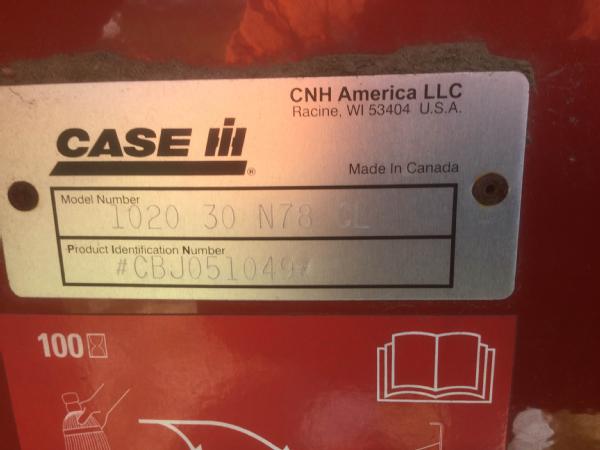 CNH America LLC
Racine, WI 53404 U.S.A.
CASE IH
®
Made In Canada
Model Number
1020 30 N78 GL
Product Identification Number
#CBJ051049#
100